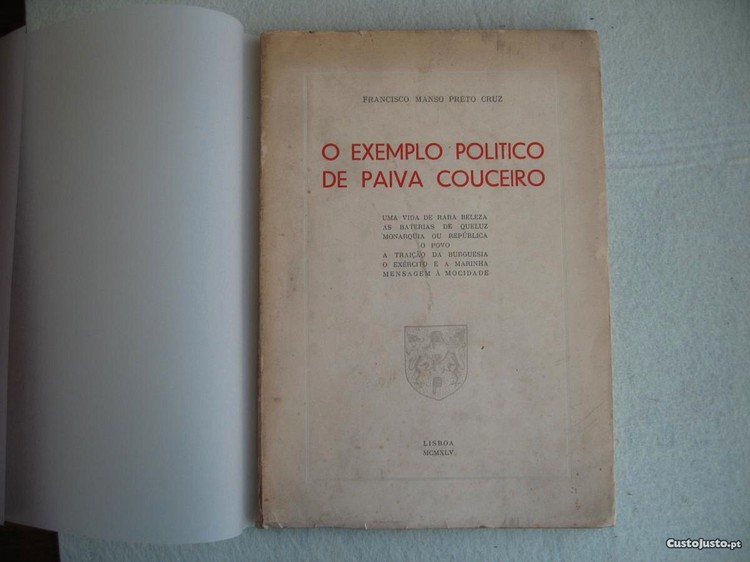 FRANCISCO MANSO PRETO CRUZ
O EXEMPLO POLITICO
DE PAIVA COUCEIRO
UMA VIDA DE RARA BELEZA
AS BATERIAS DE QUELUZ
MONARQUIA OU REPÚBLICA
O POVO
A TRAIÇÃO DA BURGUESIA
O EXÉRCITO E A MARINHA
MENSAGEM À MOCIDADE
LISBOA
MCMXLV
CustoJusto.pt